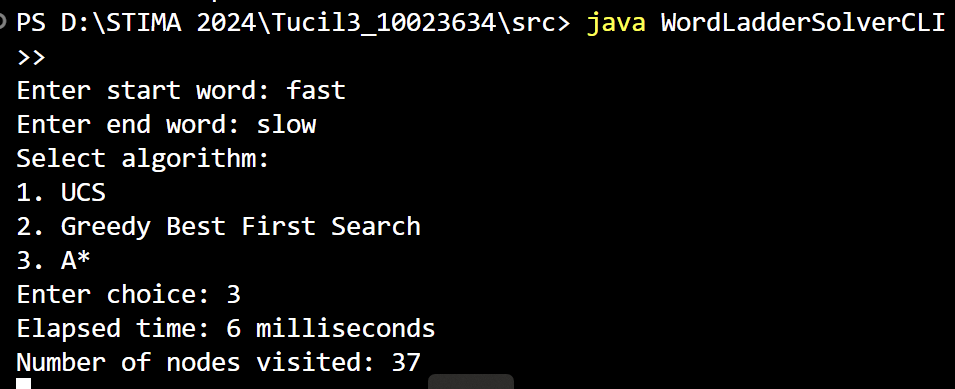 PS D:\STIMA 2024\Tucil3_10023634\src> java WordLadderSolverCLI
>>
Enter start word: fast
Enter end word: slow
Select algorithm:
1. UCS
2. Greedy Best First Search
3. A*
Enter choice: 3
Elapsed time: 6 milliseconds
Number of nodes visited: 37